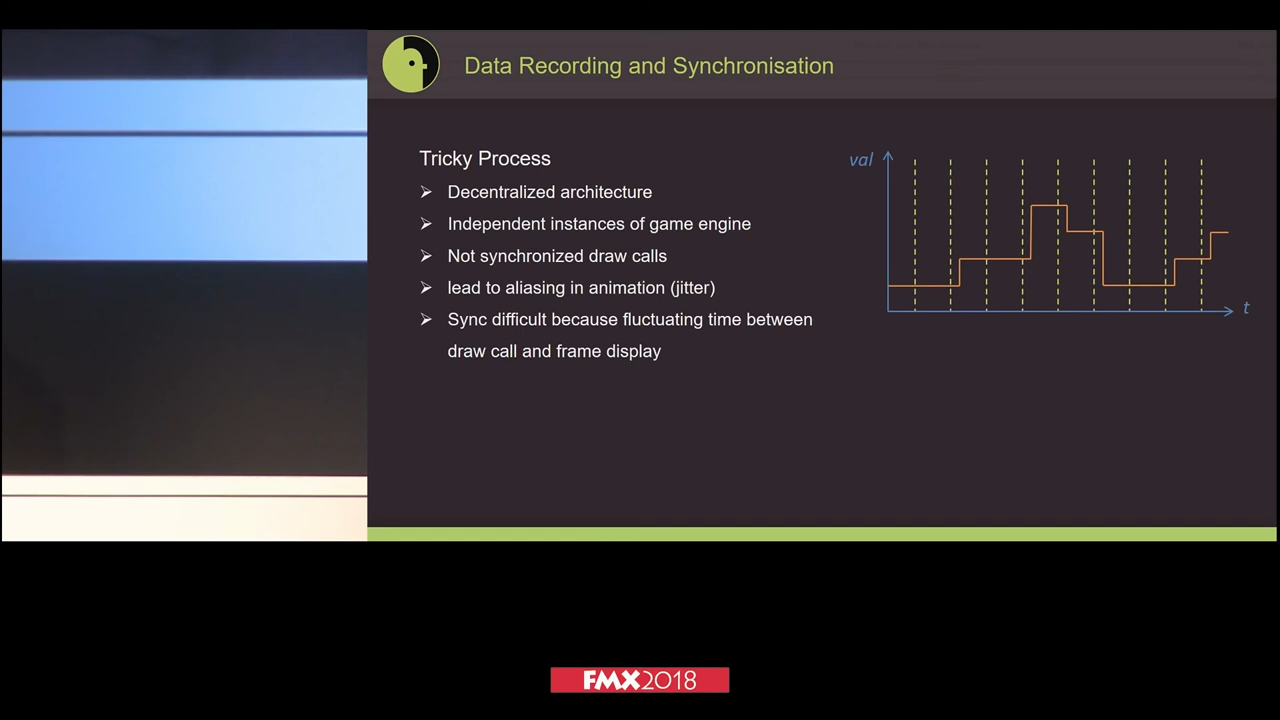 Data Recording and Synchronisation
Tricky Process
Decentralized architecture
Independent instances of game engine
Not synchronized draw calls
lead to aliasing in animation (jitter)
Sync difficult because fluctuating time between
draw call and frame display
val
t
FMX2018